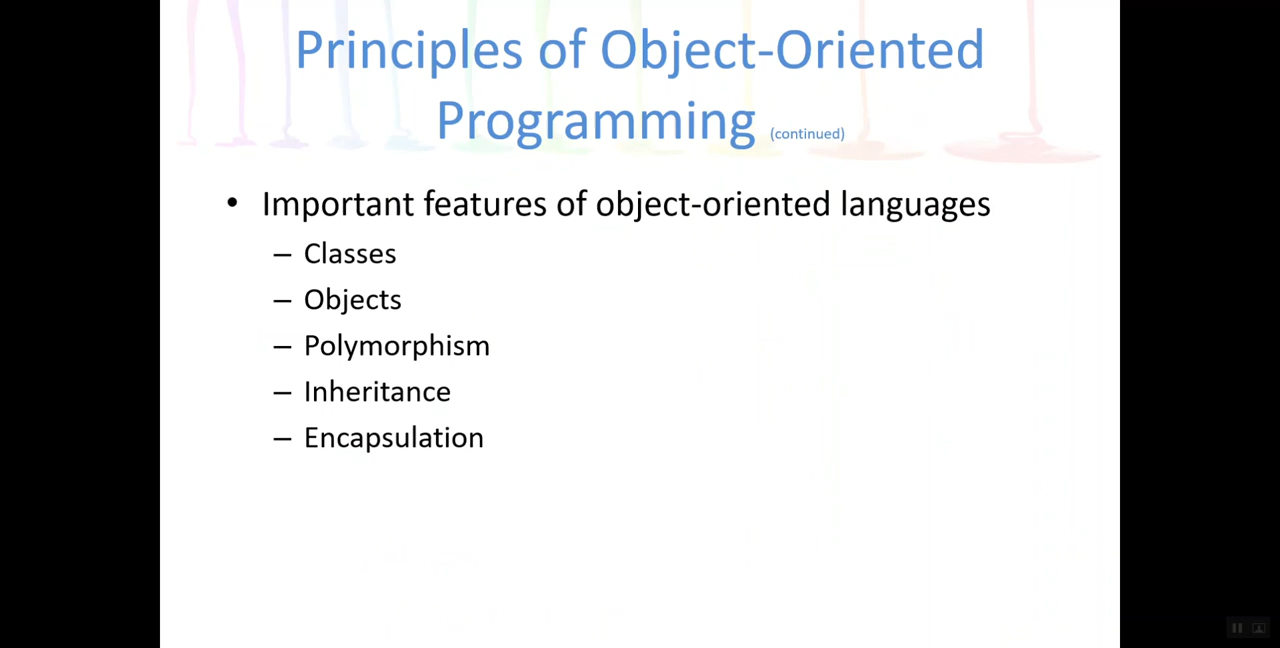 Principles of Object-Oriented
Programming (continued)
• Important features of object-oriented languages
– Classes
– Objects
– Polymorphism
– Inheritance
– Encapsulation